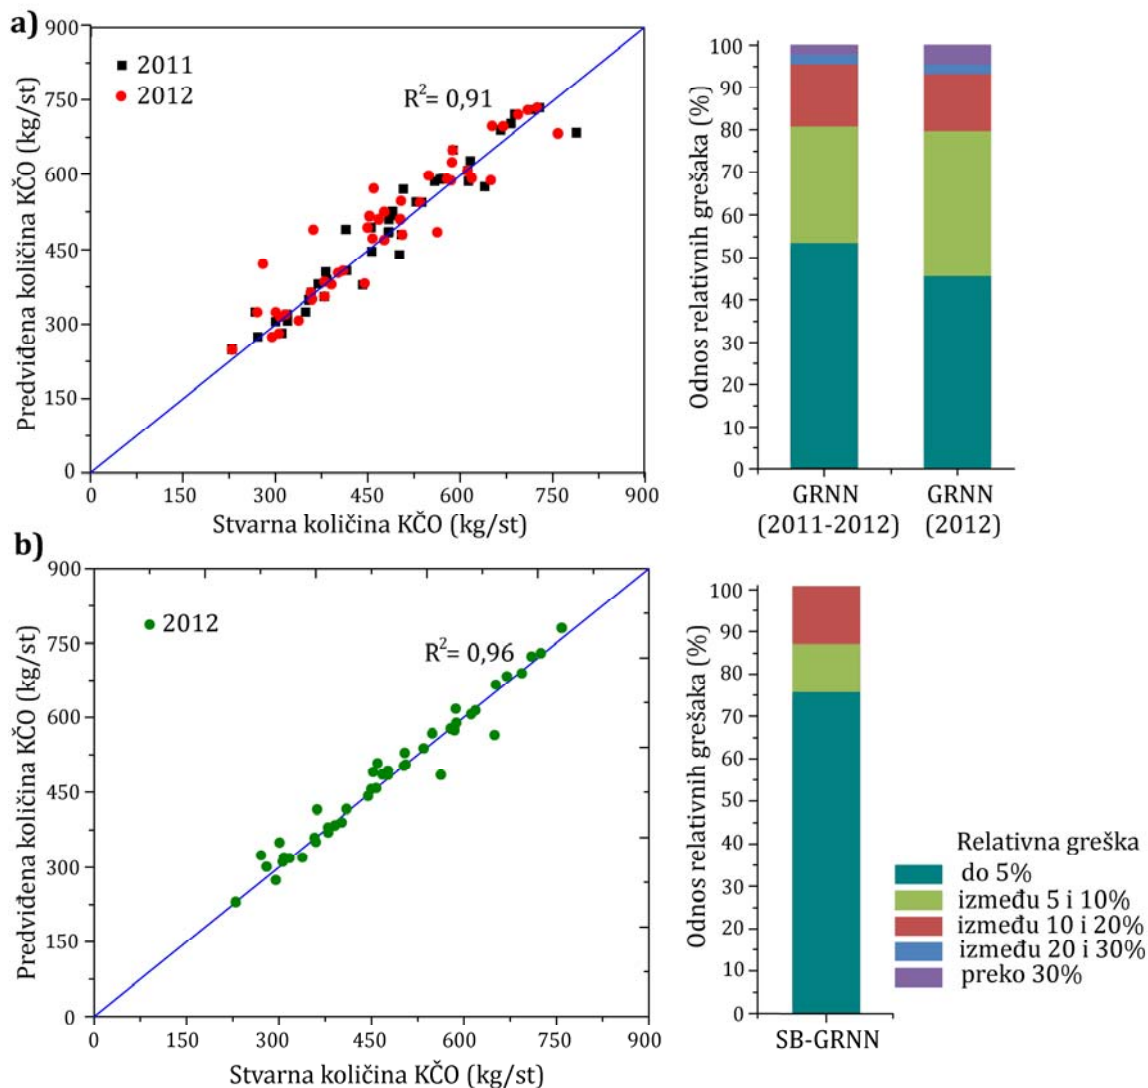 a)
900
750
600
450
300
150
0
Predviđena količina KČO (kg/st)
2011
2012
R²= 0,91
0 150 300 450 600 750 900
Stvarna količina KČO (kg/st)
100
90
80
70
60
50
40
30
20
10
0
Odnos relativnih grešaka (%)
GRNN GRNN
(2011-2012) (2012)
b)
900
750
600
450
300
150
0
Predviđena količina KČO (kg/st)
2012
R²= 0,96
0 150 300 450 600 750 900
Stvarna količina KČO (kg/st)
100
90
80
70
60
50
40
30
20
10
0
Odnos relativnih grešaka (%)
SB-GRNN
Relativna greška
do 5%
između 5 i 10%
između 10 i 20%
između 20 i 30%
preko 30%